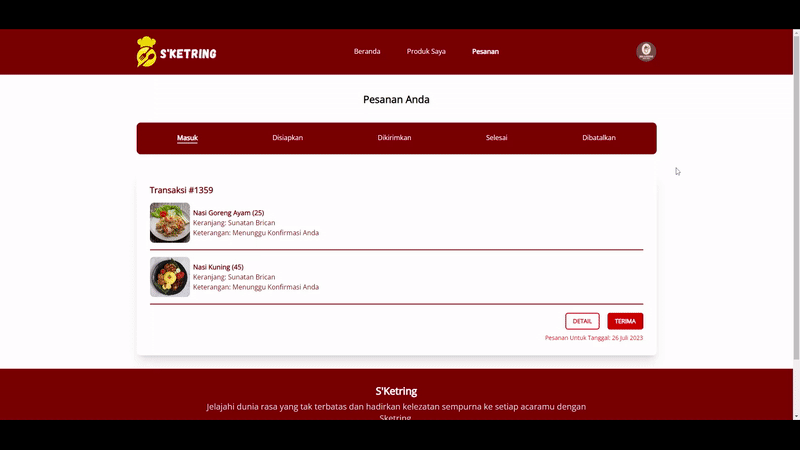 S'KETRING
Beranda Produk Saya Pesanan
Pesanan Anda
Masuk Disiapkan Dikirimkan Selesai Dibatalkan
Transaksi #1359
Nasi Goreng Ayam (25)
Keranjang: Sunatan Brican
Keterangan: Menunggu Konfirmasi Anda
Nasi Kuning (45)
Keranjang: Sunatan Brican
Keterangan: Menunggu Konfirmasi Anda
DETAIL TERIMA
Pesanan Untuk Tanggal: 26 Juli 2023
S'Ketring
Jelajahi dunia rasa yang tak terbatas dan hadirkan kelezatan sempurna ke setiap acaramu dengan
Sketring